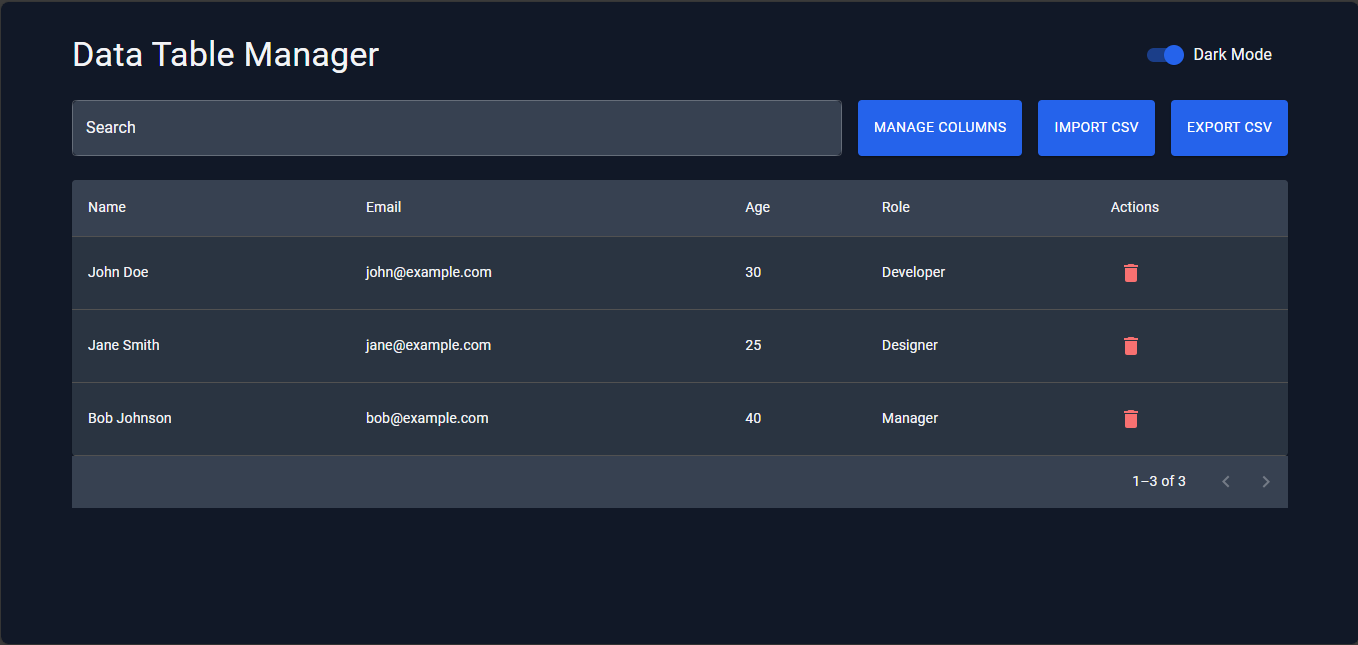 Data Table Manager
Dark Mode
Search
MANAGE COLUMNS
IMPORT CSV
EXPORT CSV
Name Email Age Role Actions
John Doe john@example.com 30 Developer
Jane Smith jane@example.com 25 Designer
Bob Johnson bob@example.com 40 Manager
1–3 of 3